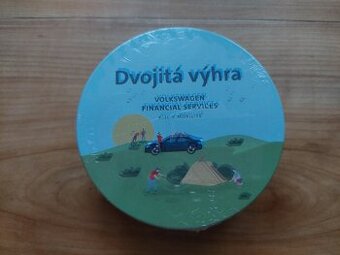 Dvojitá výhra
VOLKSWAGEN
FINANCIAL SERVICES